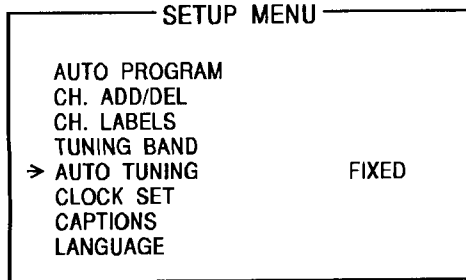 SETUP MENU
AUTO PROGRAM
CH. ADD/DEL
CH. LABELS
TUNING BAND
→ AUTO TUNING FIXED
CLOCK SET
CAPTIONS
LANGUAGE